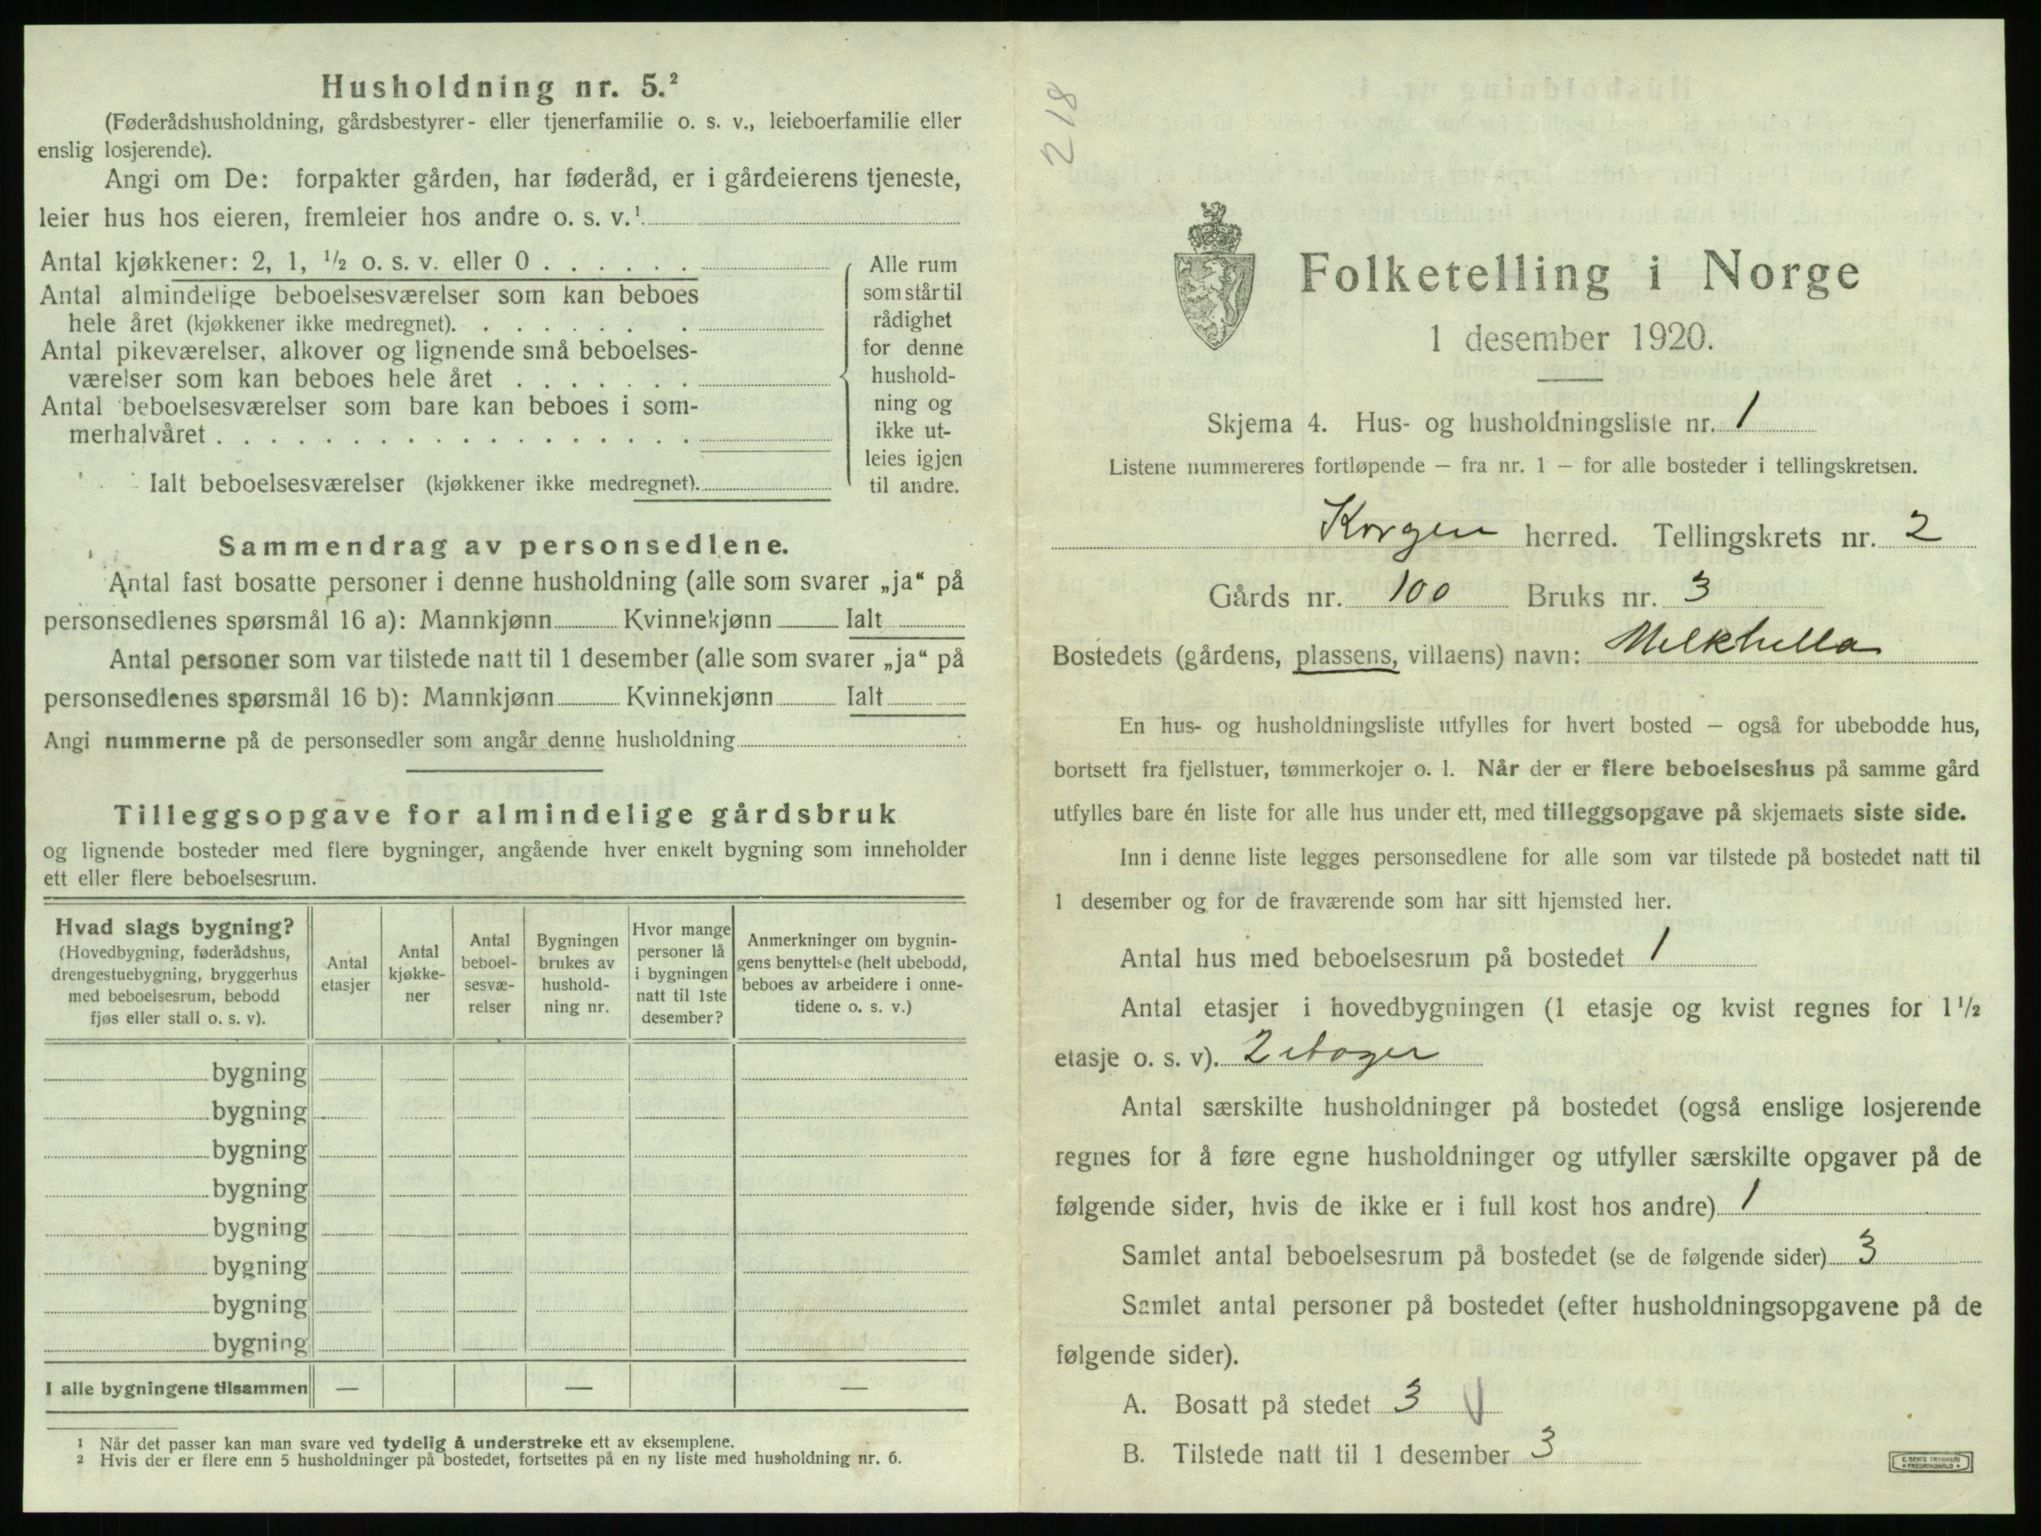 Husholdning nr. 5.²
(Føderådshusholdning, gårdsbestyrer- eller tjenerfamilie o. s. v., leieboerfamilie eller
enslig losjerende).
Angi om De: forpakter gården, har føderåd, er i gårdeierens tjeneste,
leier hus hos eieren, fremleier hos andre o. s. v.¹
Antal kjøkkener: 2, 1, ½ o. s. v. eller 0 . . . . . .
Antal almindelige beboelsesværelser som kan beboes
hele året (kjøkkener ikke medregnet). . . . . . . .
Antal pikeværelser, alkover og lignende små beboelses-
værelser som kan beboes hele året . . . . . . .
Antal beboelsesværelser som bare kan beboes i som-
merhalvåret . . . . . . . . . . . . . . . . . .
Ialt beboelsesværelser (kjøkkener ikke medregnet).
Alle rum
som står til
rådighet
for denne
hushold-
ning og
ikke ut-
leies igjen
til andre.
Sammendrag av personsedlene.
Antal fast bosatte personer i denne husholdning (alle som svarer „ja“ på
personsedlenes spørsmål 16 a): Mannkjønn Kvinnekjønn Ialt
Antal personer som var tilstede natt til 1 desember (alle som svarer „ja“ på
personsedlenes spørsmål 16 b): Mannkjønn Kvinnekjønn Ialt
Angi nummerne på de personsedler som angår denne husholdning
Tilleggsopgave for almindelige gårdsbruk
og lignende bosteder med flere bygninger, angående hver enkelt bygning som inneholder
ett eller flere beboelsesrum.
Hvad slags bygning?
(Hovedbygning, føderådshus,
drengestuebygning, bryggerhus
med beboelsesrum, bebodd
fjøs eller stall o. s. v).
Antal
etasjer
Antal
kjøkke-
ner
Antal
beboel-
sesvæ-
relser
Bygningen
brukes av
hushold-
ning nr.
Hvor mange
personer lå
i bygningen
natt til 1ste
desember?
Anmerkninger om bygnin-
gens benyttelse (helt ubebodd,
beboes av arbeidere i onne-
tidene o. s. v.)
bygning
bygning
bygning
bygning
bygning
bygning
bygning
bygning
I alle bygningene tilsammen — — —
¹ Når det passer kan man svare ved tydelig å understreke ett av eksemplene.
² Hvis der er flere enn 5 husholdninger på bostedet, fortsettes på en ny liste med husholdning nr. 6.
218
Folketelling i Norge
1 desember 1920.
Skjema 4. Hus- og husholdningsliste nr. 1
Listene nummereres fortløpende – fra nr. 1 – for alle bosteder i tellingskretsen.
Korgen herred. Tellingskrets nr. 2
Gårds nr. 100 Bruks nr. 3
Bostedets (gårdens, plassens, villaens) navn: Melkhella
En hus- og husholdningsliste utfylles for hvert bosted – også for ubebodde hus,
bortsett fra fjellstuer, tømmerkojer o. l. Når der er flere beboelseshus på samme gård
utfylles bare én liste for alle hus under ett, med tilleggsopgave på skjemaets siste side.
Inn i denne liste legges personsedlene for alle som var tilstede på bostedet natt til
1 desember og for de fraværende som har sitt hjemsted her.
Antal hus med beboelsesrum på bostedet 1
Antal etasjer i hovedbygningen (1 etasje og kvist regnes for 1½
etasje o. s. v). 2 etager
Antal særskilte husholdninger på bostedet (også enslige losjerende
regnes for å føre egne husholdninger og utfyller særskilte opgaver på de
følgende sider, hvis de ikke er i full kost hos andre) 1
Samlet antal beboelsesrum på bostedet (se de følgende sider) 3
Samlet antal personer på bostedet (efter husholdningsopgavene på de
følgende sider).
A. Bosatt på stedet 3
B. Tilstede natt til 1 desember 3